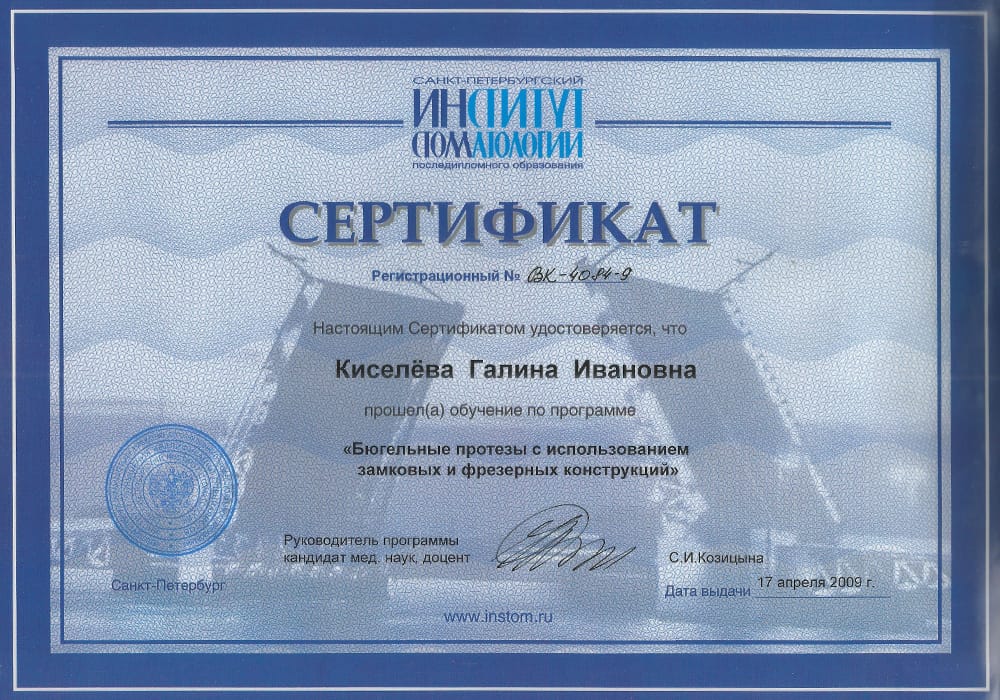 САНКТ-ПЕТЕРБУРГСКИЙ
ИНСТИТУТ
СТОМАТОЛОГИИ
последипломного образования
СЕРТИФИКАТ
Регистрационный № ВК-4084-9
Настоящим Сертификатом удостоверяется, что
Киселёва Галина Ивановна
прошел(а) обучение по программе
«Бюгельные протезы с использованием
замковых и фрезерных конструкций»
Руководитель программы
кандидат мед. наук, доцент
С.И.Козицына
Санкт-Петербург
Дата выдачи 17 апреля 2009 г.
www.instom.ru